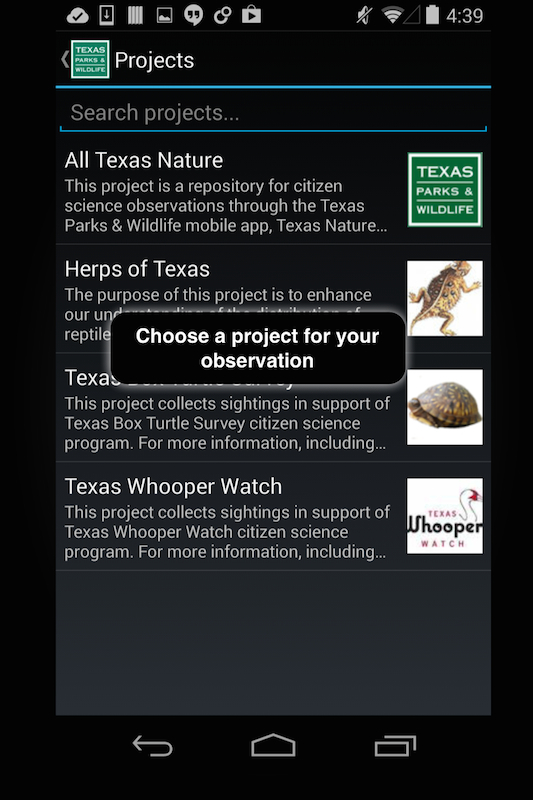 4:39
TEXAS
PARKS &
WILDLIFE
Projects
Search projects...
All Texas Nature
This project is a repository for citizen
science observations through the Texas
Parks & Wildlife mobile app, Texas Nature...
TEXAS
PARKS &
WILDLIFE
Herps of Texas
The purpose of this project is to enhance
our understanding of the distribution of
reptile
Choose a project for your
observation
Texas Box Turtle Survey
This project collects sightings in support of
Texas Box Turtle Survey citizen science
program. For more information, including...
Texas Whooper Watch
This project collects sightings in support of
Texas Whooper Watch citizen science
program. For more information, including...
TEXAS
Whooper
WATCH